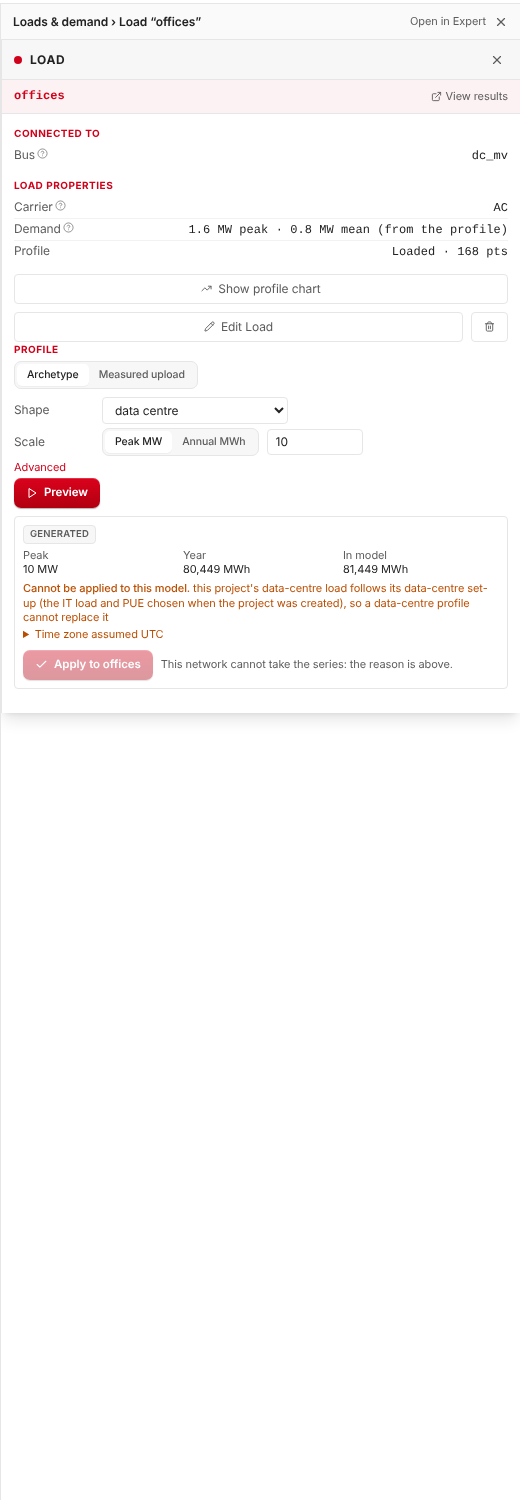 Loads & demand › Load “offices”
Open in Expert
LOAD
offices
View results
CONNECTED TO
Bus
dc_mv
LOAD PROPERTIES
Carrier
AC
Demand
1.6 MW peak · 0.8 MW mean (from the profile)
Profile
Loaded · 168 pts
Show profile chart
Edit Load
PROFILE
Archetype
Measured upload
Shape
data centre
Scale
Peak MW
Annual MWh
10
Advanced
Preview
GENERATED
Peak
Year
In model
10 MW
80,449 MWh
81,449 MWh
Cannot be applied to this model. this project's data-centre load follows its data-centre set-
up (the IT load and PUE chosen when the project was created), so a data-centre profile
cannot replace it
Time zone assumed UTC
Apply to offices
This network cannot take the series: the reason is above.